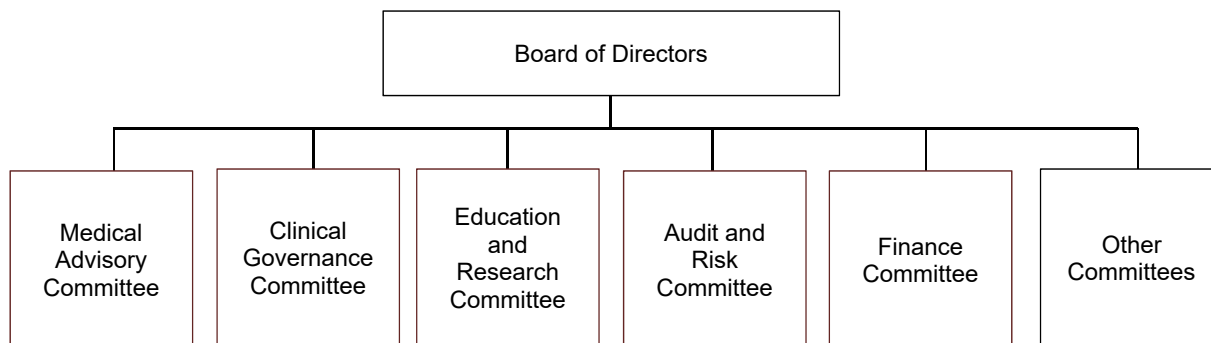 Board of Directors
Medical
Advisory
Committee
Clinical
Governance
Committee
Education
and
Research
Committee
Audit and
Risk
Committee
Finance
Committee
Other
Committees